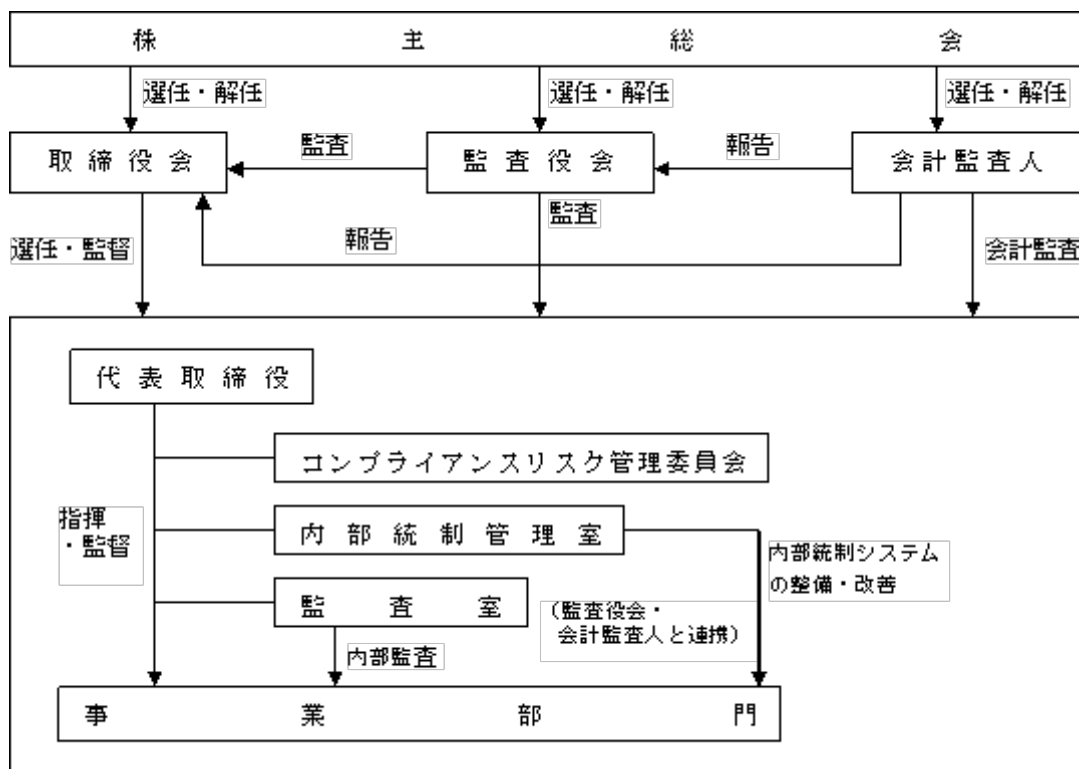 株主総会
選任・解任
選任・解任
選任・解任
取締役会
監査
監査役会
報告
会計監査人
選任・監督
報告
監査
会計監査
代表取締役
コンプライアンスリスク管理委員会
指揮
・監督
内部統制管理室
内部統制システム
の整備・改善
監査室
(監査役会・
会計監査人と連携)
内部監査
事業部門